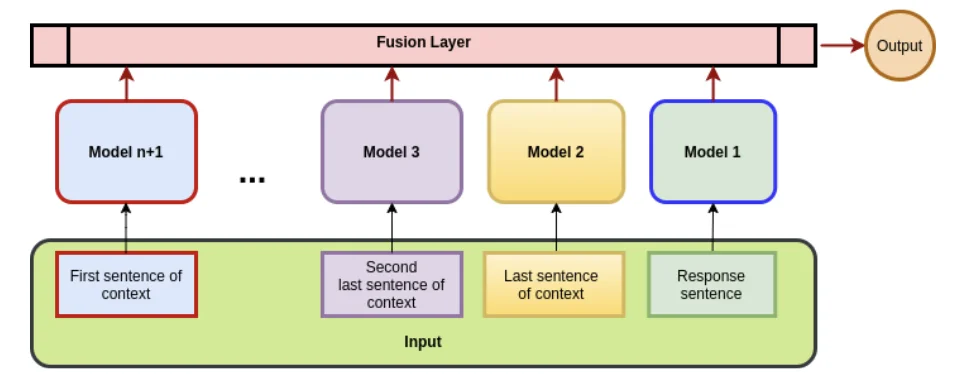 Fusion Layer
Output
Model n+1
...
Model 3
Model 2
Model 1
First sentence of
context
Second
last sentence of
context
Last sentence
of context
Response
sentence
Input